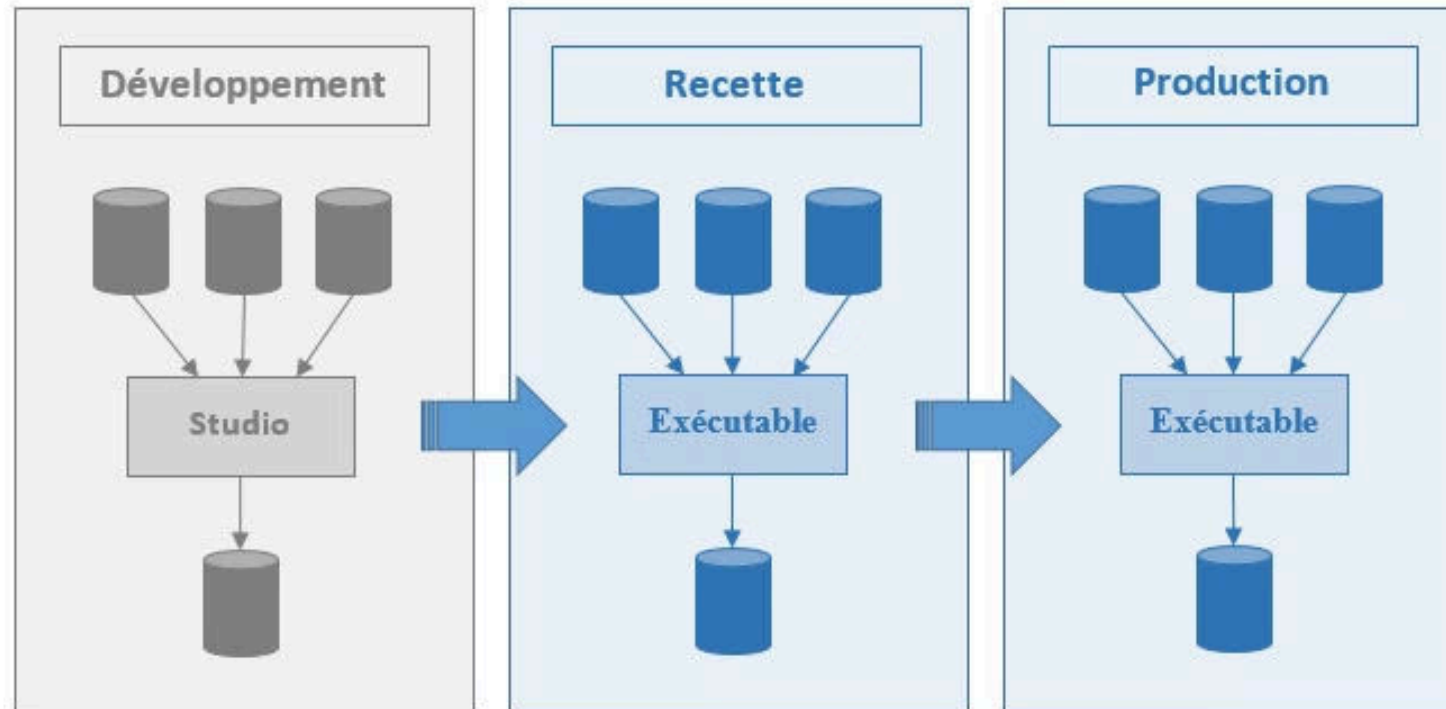 Développement
Recette
Production
Studio
Exécutable
Exécutable